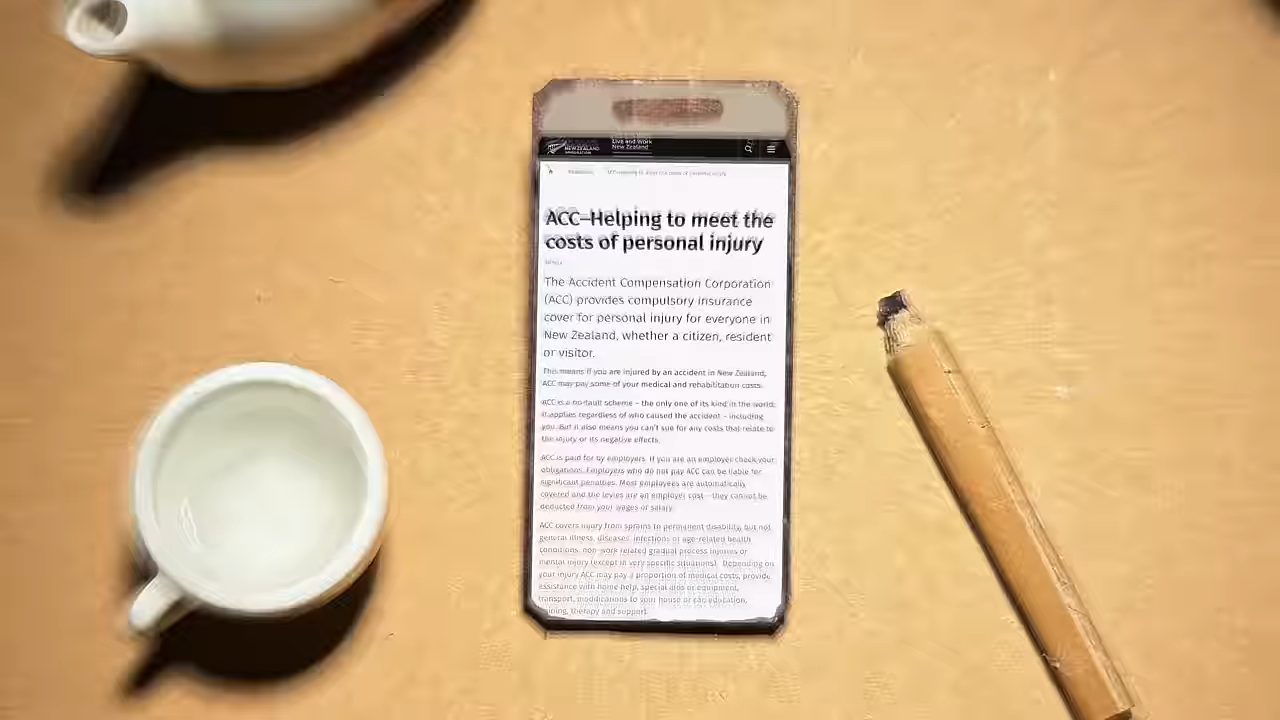 NEW ZEALAND
Live and Work
New Zealand
ACC–Helping to meet the
costs of personal injury
The Accident Compensation Corporation
(ACC) provides compulsory insurance
cover for personal injury for everyone in
New Zealand, whether a citizen, resident
or visitor.
This means if you are injured by an accident in New Zealand,
ACC may pay some of your medical and rehabilitation costs.
ACC is a no-fault scheme – the only one of its kind in the world;
it applies regardless of who caused the accident – including
you. But it also means you can't sue for any costs that relate to
the injury or its negative effects.
ACC is paid for by employers. If you are an employer check your
obligations. Employers who do not pay ACC can be liable for
significant penalties. Most employees are automatically
covered and the levies are an employer cost—they cannot be
deducted from your wages or salary.
ACC covers injury from sprains to permanent disability, but not
general illness, diseases, infections or age-related health
conditions, non-work related gradual process injuries or
mental injury (except in very specific situations). Depending on
your injury ACC may pay a proportion of medical costs, provide
assistance with home help, special aids or equipment,
transport, modifications to your house or car, education,
training, therapy and support.